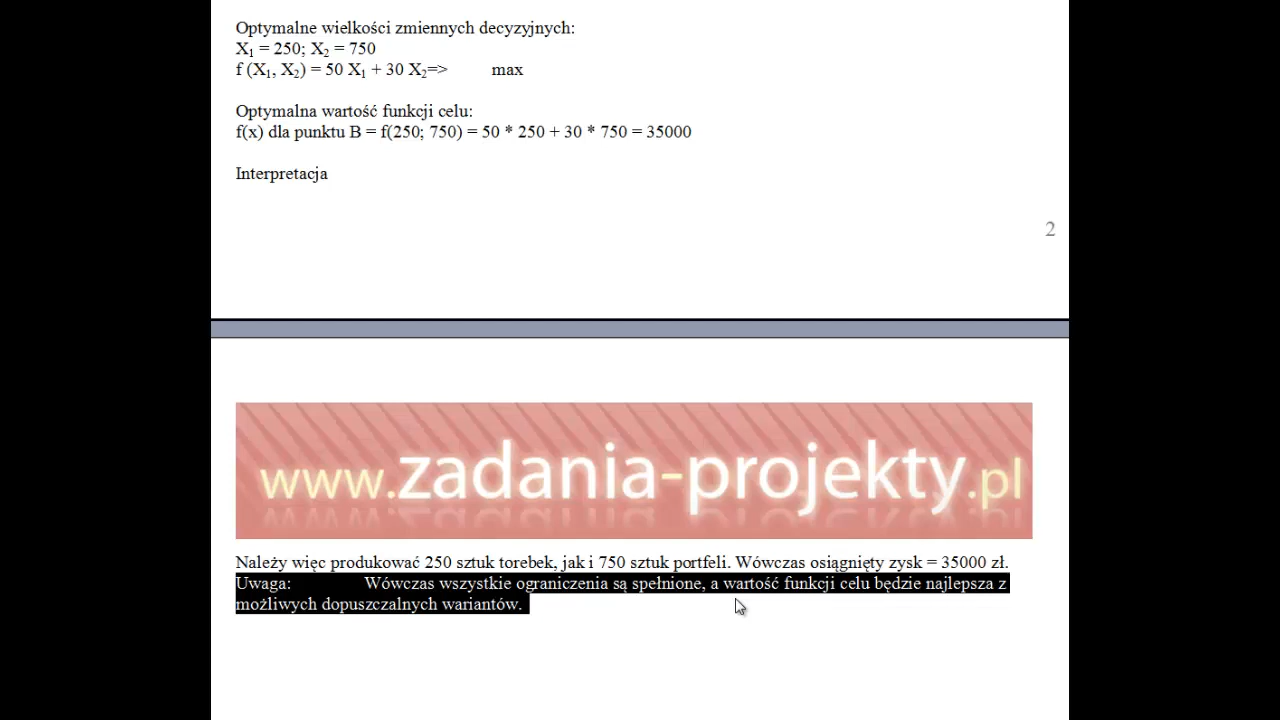 Optymalne wielkości zmiennych decyzyjnych:
X₁ = 250; X₂ = 750
f (X₁, X₂) = 50 X₁ + 30 X₂=> max
Optymalna wartość funkcji celu:
f(x) dla punktu B = f(250; 750) = 50 * 250 + 30 * 750 = 35000
Interpretacja
2
www.zadania-projekty.pl
Należy więc produkować 250 sztuk torebek, jak i 750 sztuk portfeli. Wówczas osiągnięty zysk = 35000 zł.
Uwaga: Wówczas wszystkie ograniczenia są spełnione, a wartość funkcji celu będzie najlepsza z
możliwych dopuszczalnych wariantów.